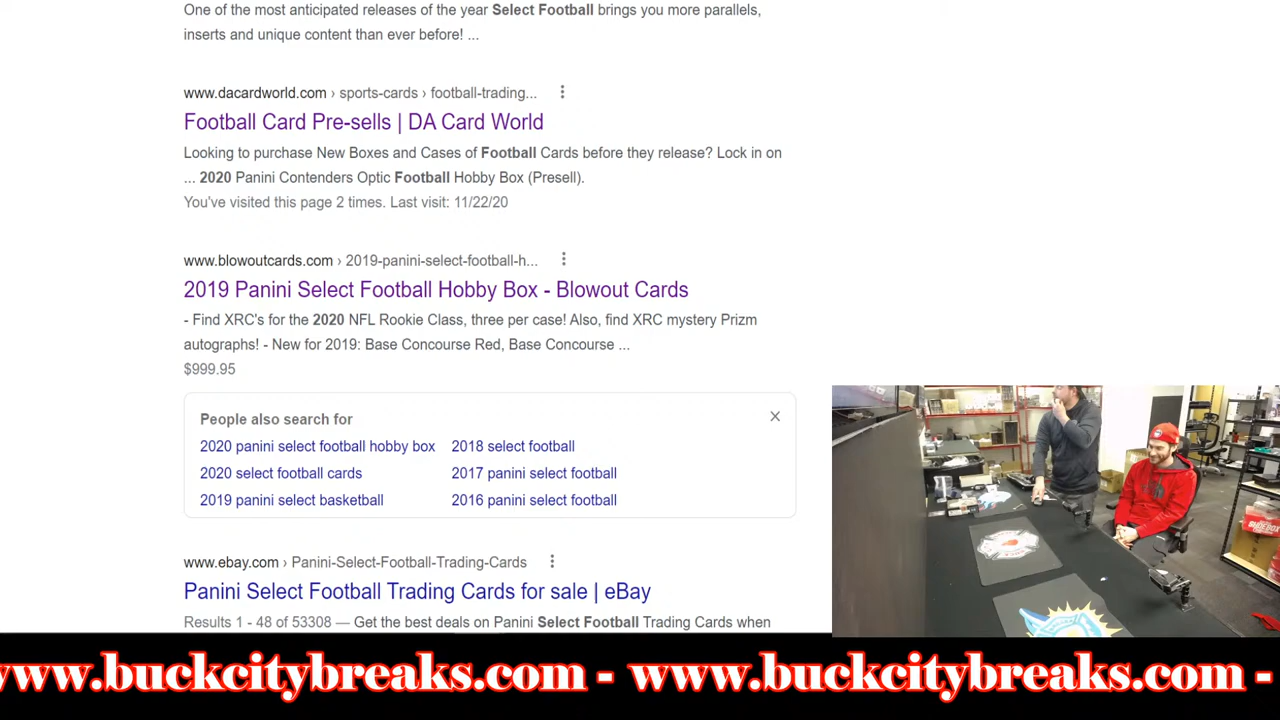 One of the most anticipated releases of the year Select Football brings you more parallels,
inserts and unique content than ever before! ...
www.dacardworld.com › sports-cards › football-trading...
Football Card Pre-sells | DA Card World
Looking to purchase New Boxes and Cases of Football Cards before they release? Lock in on
... 2020 Panini Contenders Optic Football Hobby Box (Presell).
You've visited this page 2 times. Last visit: 11/22/20
www.blowoutcards.com › 2019-panini-select-football-h...
2019 Panini Select Football Hobby Box - Blowout Cards
- Find XRC's for the 2020 NFL Rookie Class, three per case! Also, find XRC mystery Prizm
autographs! - New for 2019: Base Concourse Red, Base Concourse ...
$999.95
People also search for
2020 panini select football hobby box 2018 select football
2020 select football cards 2017 panini select football
2019 panini select basketball 2016 panini select football
www.ebay.com › Panini-Select-Football-Trading-Cards
Panini Select Football Trading Cards for sale | eBay
Results 1 - 48 of 53308 — Get the best deals on Panini Select Football Trading Cards when
www.buckcitybreaks.com - www.buckcitybreaks.com -